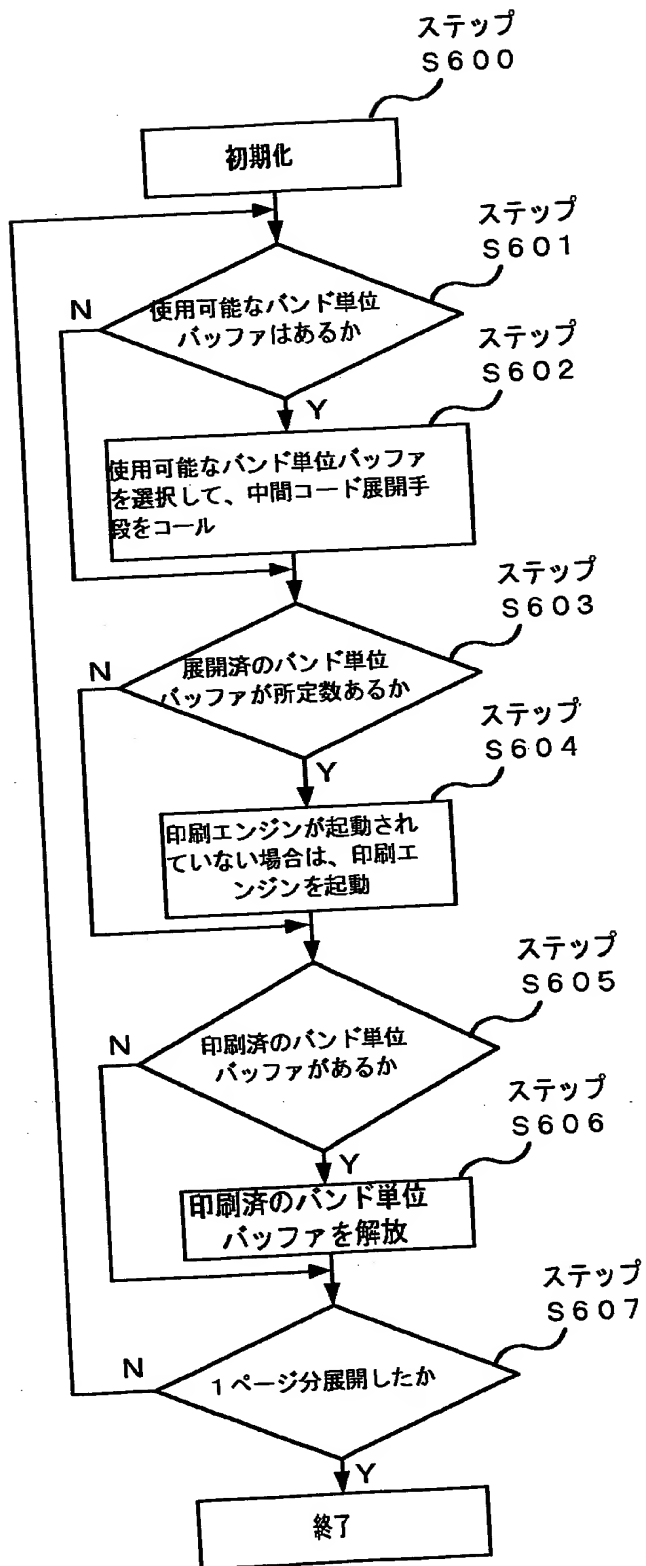 ステップ
S600
初期化
ステップ
S601
使用可能なバンド単位
バッファはあるか
N
Y
ステップ
S602
使用可能なバンド単位バッファ
を選択して、中間コード展開手
段をコール
ステップ
S603
展開済のバンド単位
バッファが所定数あるか
N
Y
ステップ
S604
印刷エンジンが起動され
ていない場合は、印刷エ
ンジンを起動
ステップ
S605
印刷済のバンド単位
バッファがあるか
N
Y
ステップ
S606
印刷済のバンド単位
バッファを解放
ステップ
S607
1ページ分展開したか
N
Y
終了